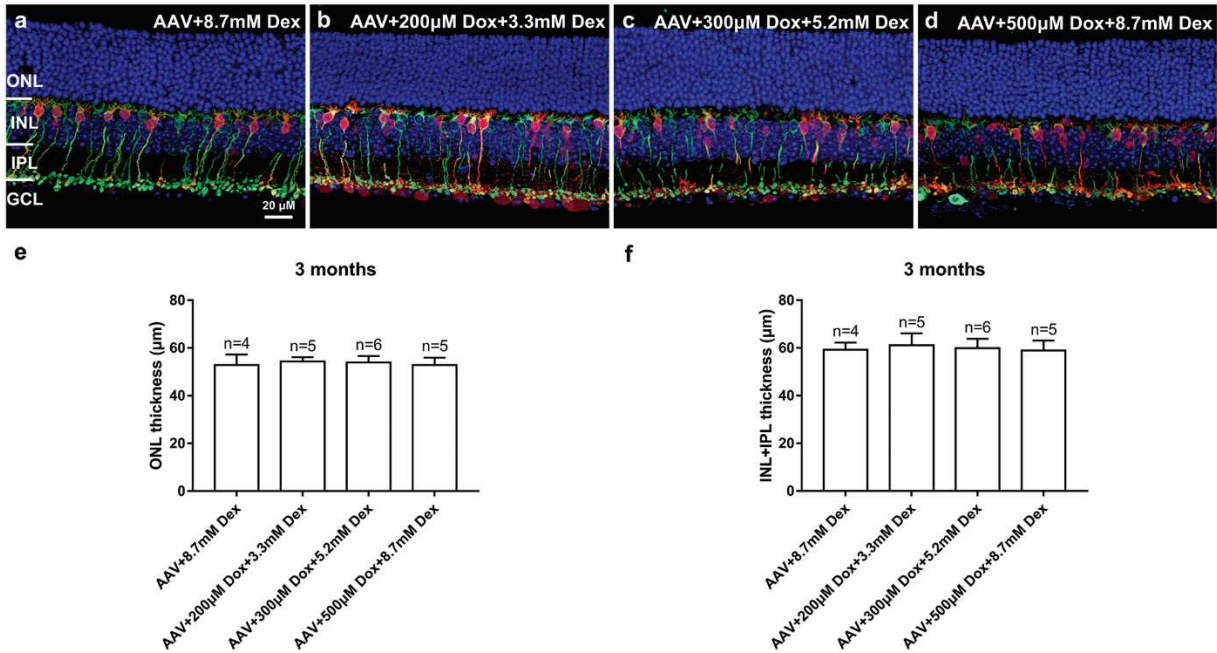 a AAV+8.7mM Dex
b AAV+200µM Dox+3.3mM Dex
c AAV+300µM Dox+5.2mM Dex
d AAV+500µM Dox+8.7mM Dex
ONL
INL
IPL
GCL
20 µM
e
3 months
ONL thickness (µm)
80
60
40
20
0
n=4
n=5
n=6
n=5
AAV+8.7mM Dex
AAV+200µM Dox+3.3mM Dex
AAV+300µM Dox+5.2mM Dex
AAV+500µM Dox+8.7mM Dex
f
3 months
INL+IPL thickness (µm)
80
60
40
20
0
n=4
n=5
n=6
n=5
AAV+8.7mM Dex
AAV+200µM Dox+3.3mM Dex
AAV+300µM Dox+5.2mM Dex
AAV+500µM Dox+8.7mM Dex